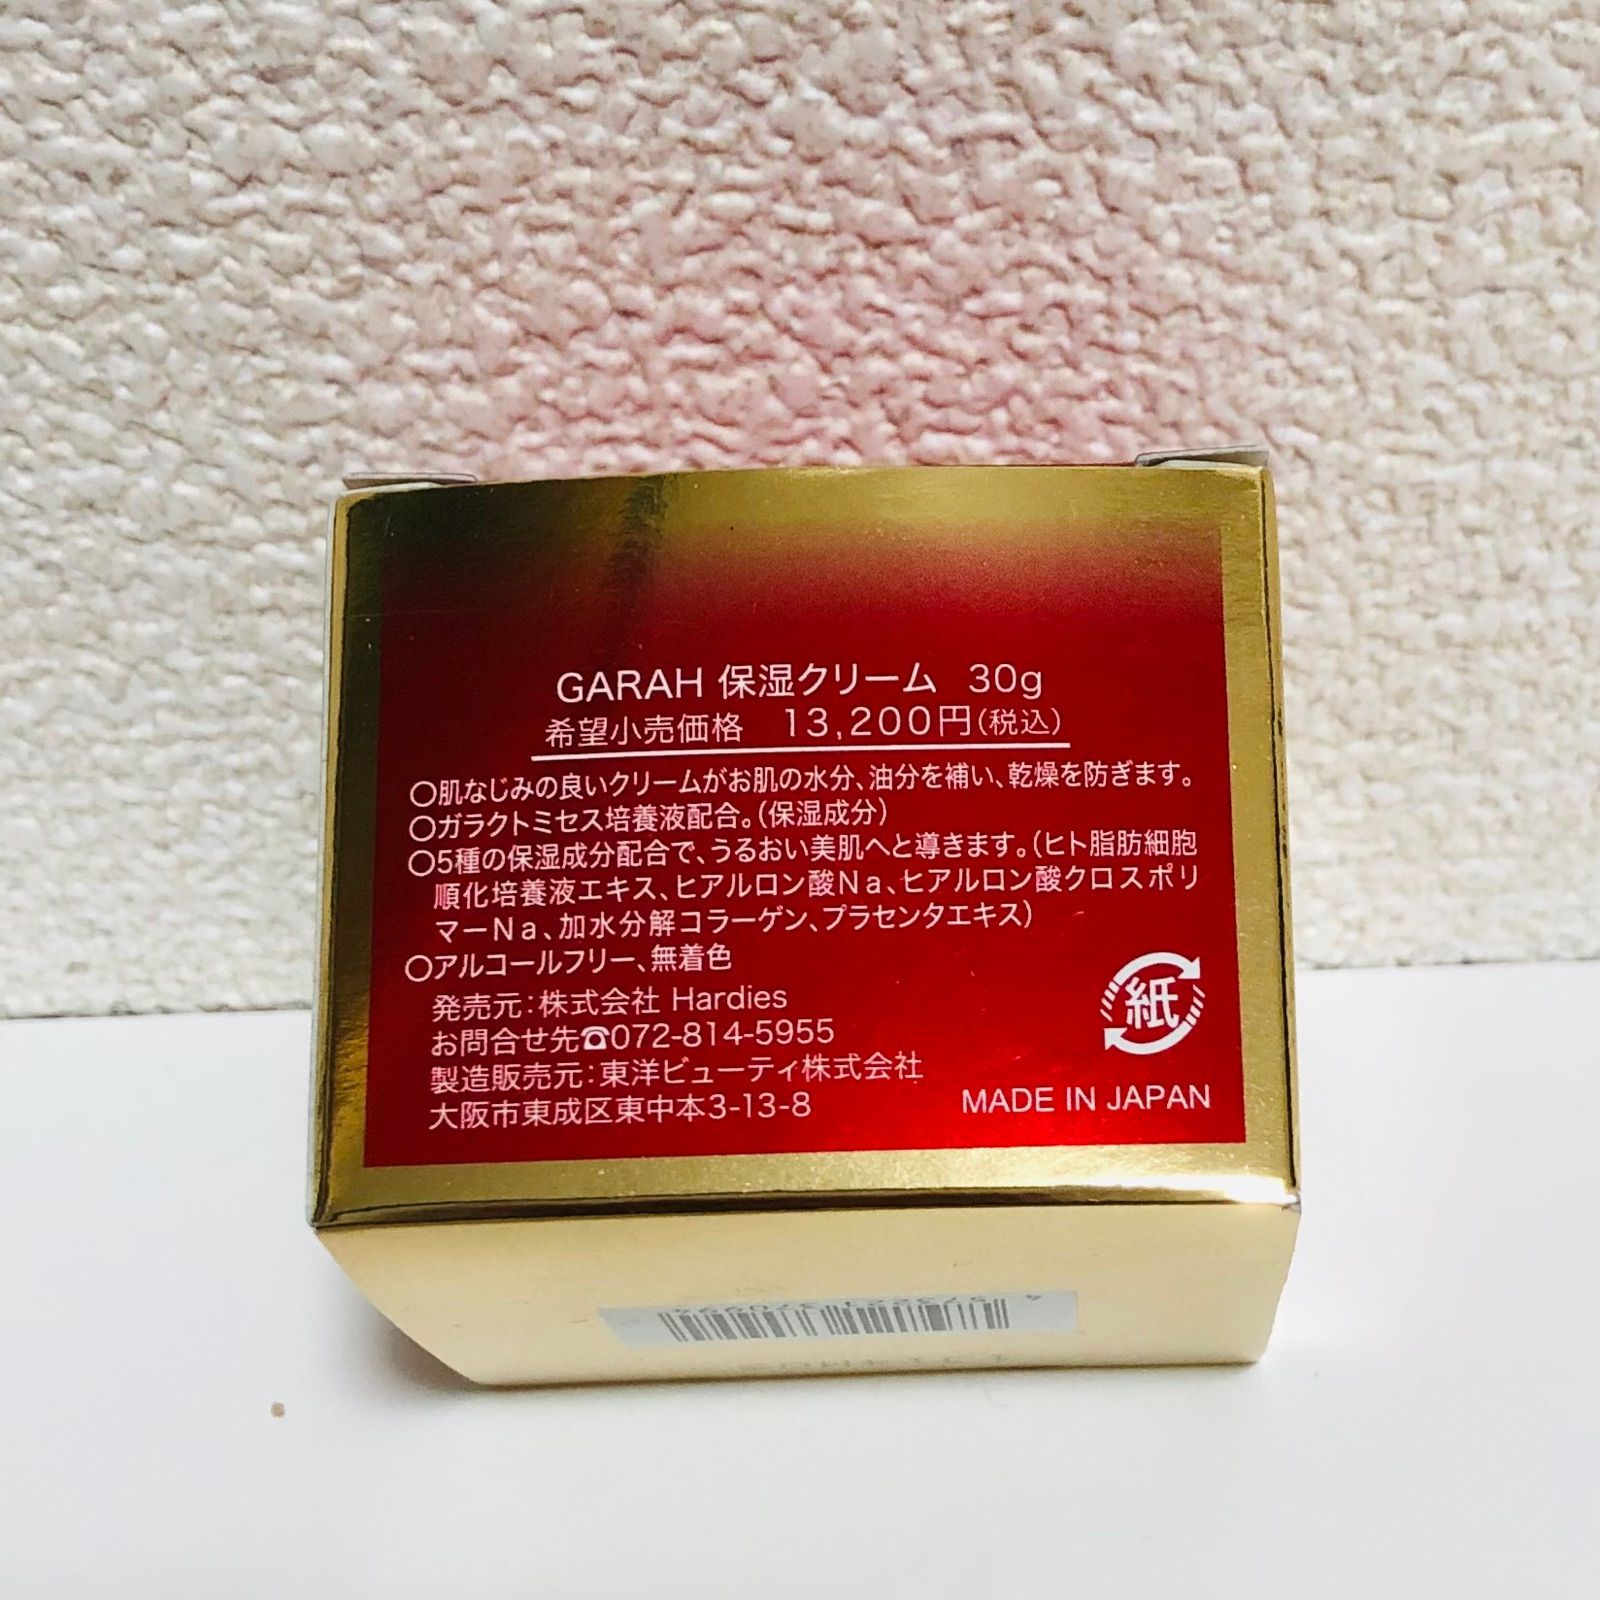 GARAH 保湿クリーム 30g
希望小売価格 13,200円(税込)
○肌なじみの良いクリームがお肌の水分、油分を補い、乾燥を防ぎます。
○ガラクトミセス培養液配合。(保湿成分)
○5種の保湿成分配合で、うるおい美肌へと導きます。(ヒト脂肪細胞
順化培養液エキス、ヒアルロン酸Na、ヒアルロン酸クロスポリ
マーNa、加水分解コラーゲン、プラセンタエキス)
○アルコールフリー、無着色
発売元:株式会社 Hardies
お問合せ先☎072-814-5955
製造販売元:東洋ビューティ株式会社
大阪市東成区東中本3-13-8
紙
MADE IN JAPAN